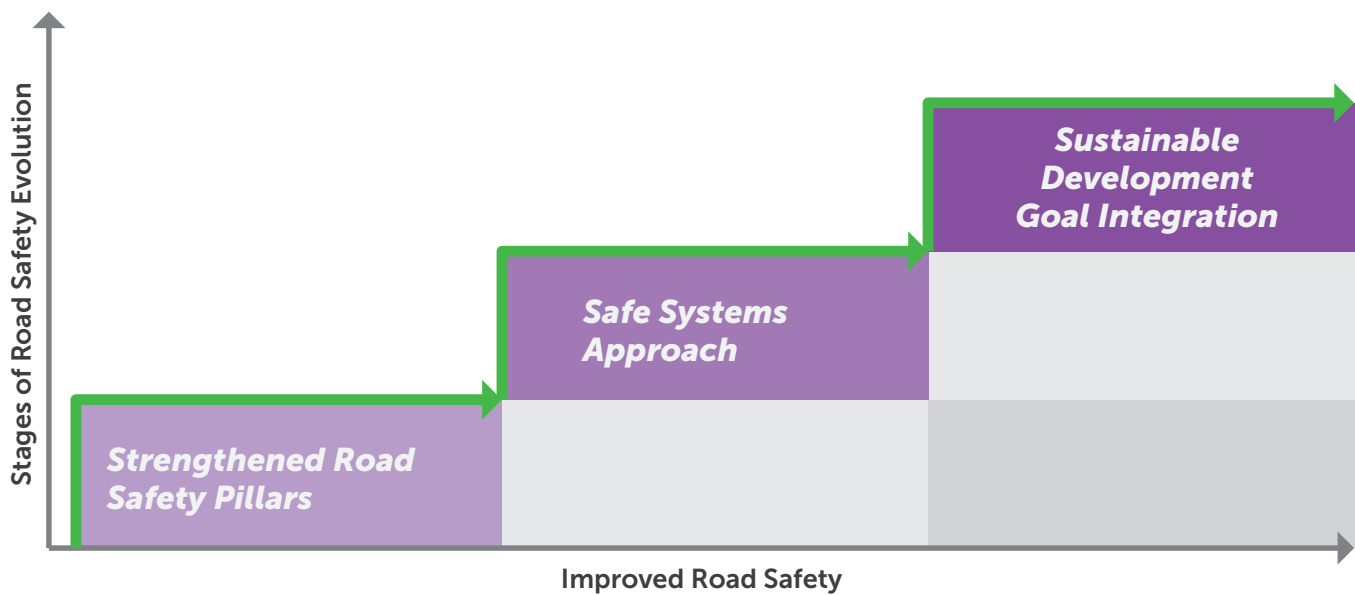 Stages of Road Safety Evolution
Sustainable
Development
Goal Integration
Safe Systems
Approach
Strengthened Road
Safety Pillars
Improved Road Safety